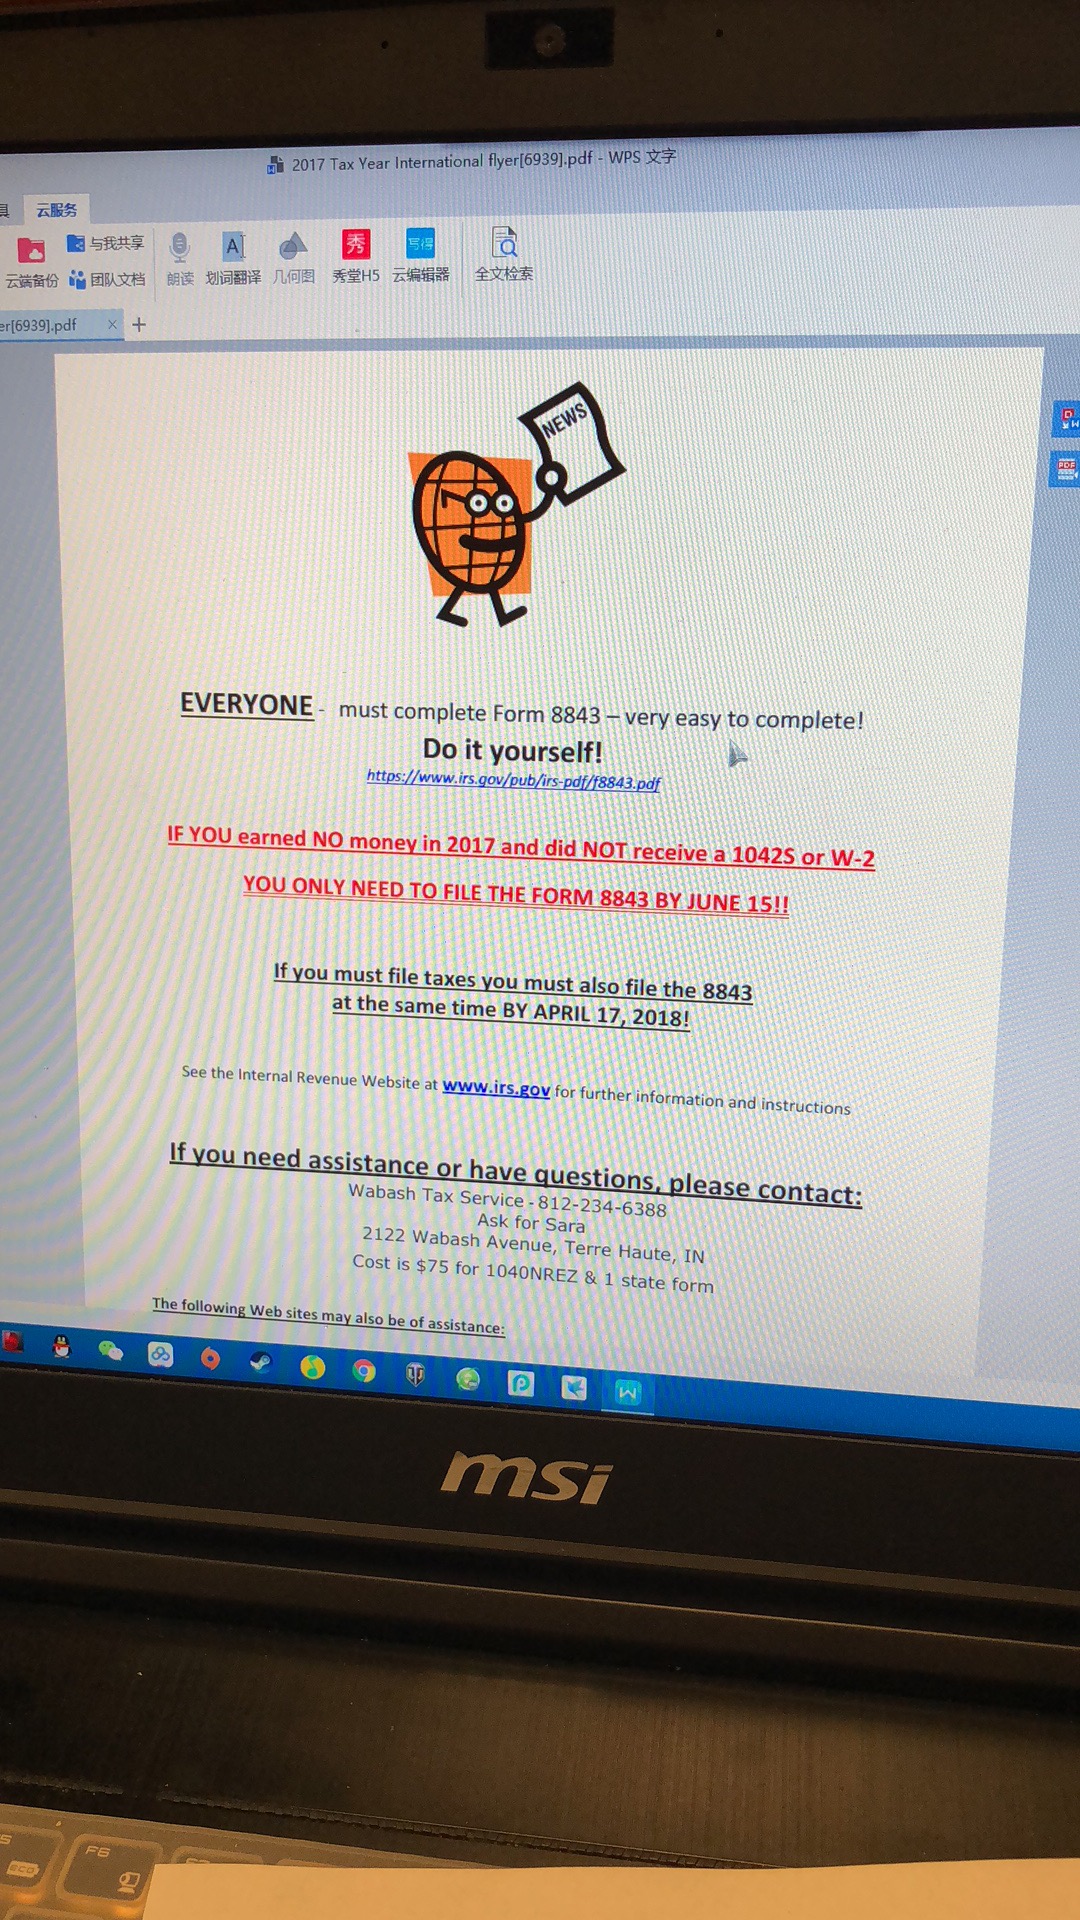 2017 Tax Year International flyer[6939].pdf - WPS 文字
具 云服务
云端备份 与我共享 团队文档 朗读 划词翻译 几何图 秀堂H5 云编辑器 全文检索
秀 写得
er[6939].pdf × +
NEWS
EVERYONE - must complete Form 8843 – very easy to complete!
Do it yourself!
https://www.irs.gov/pub/irs-pdf/f8843.pdf
IF YOU earned NO money in 2017 and did NOT receive a 1042S or W-2
YOU ONLY NEED TO FILE THE FORM 8843 BY JUNE 15!!
If you must file taxes you must also file the 8843
at the same time BY APRIL 17, 2018!
See the Internal Revenue Website at www.irs.gov for further information and instructions
If you need assistance or have questions, please contact:
Wabash Tax Service - 812-234-6388
Ask for Sara
2122 Wabash Avenue, Terre Haute, IN
Cost is $75 for 1040NREZ & 1 state form
The following Web sites may also be of assistance:
msi
F6
eco